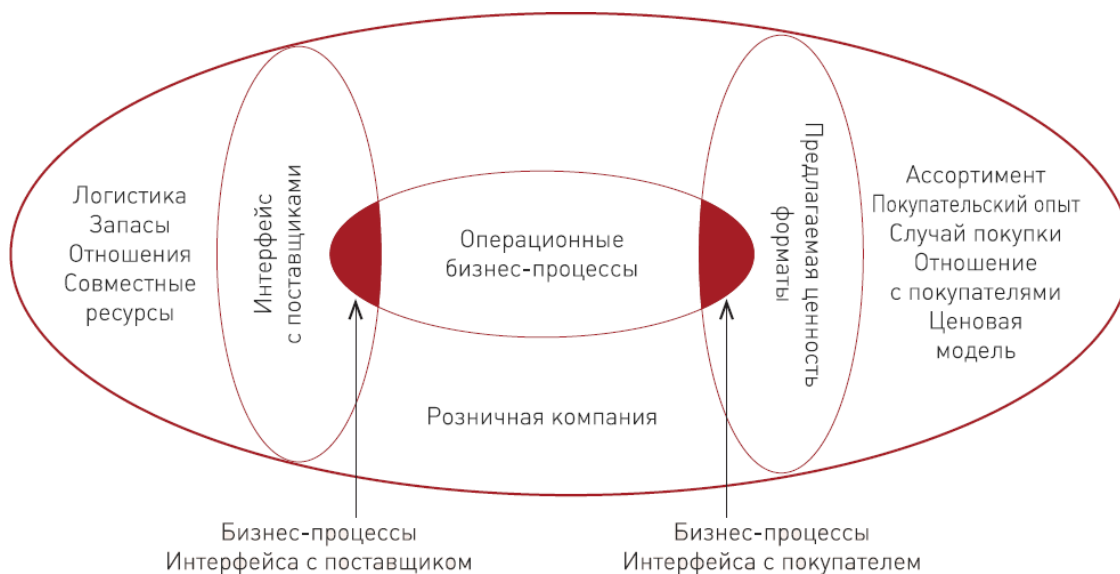 Логистика
Запасы
Отношения
Совместные
ресурсы
Интерфейс
с поставщиками
Операционные
бизнес-процессы
Предлагаемая ценность
форматы
Ассортимент
Покупательский опыт
Случай покупки
Отношение
с покупателями
Ценовая
модель
Розничная компания
Бизнес-процессы
Интерфейса с поставщиком
Бизнес-процессы
Интерфейса с покупателем